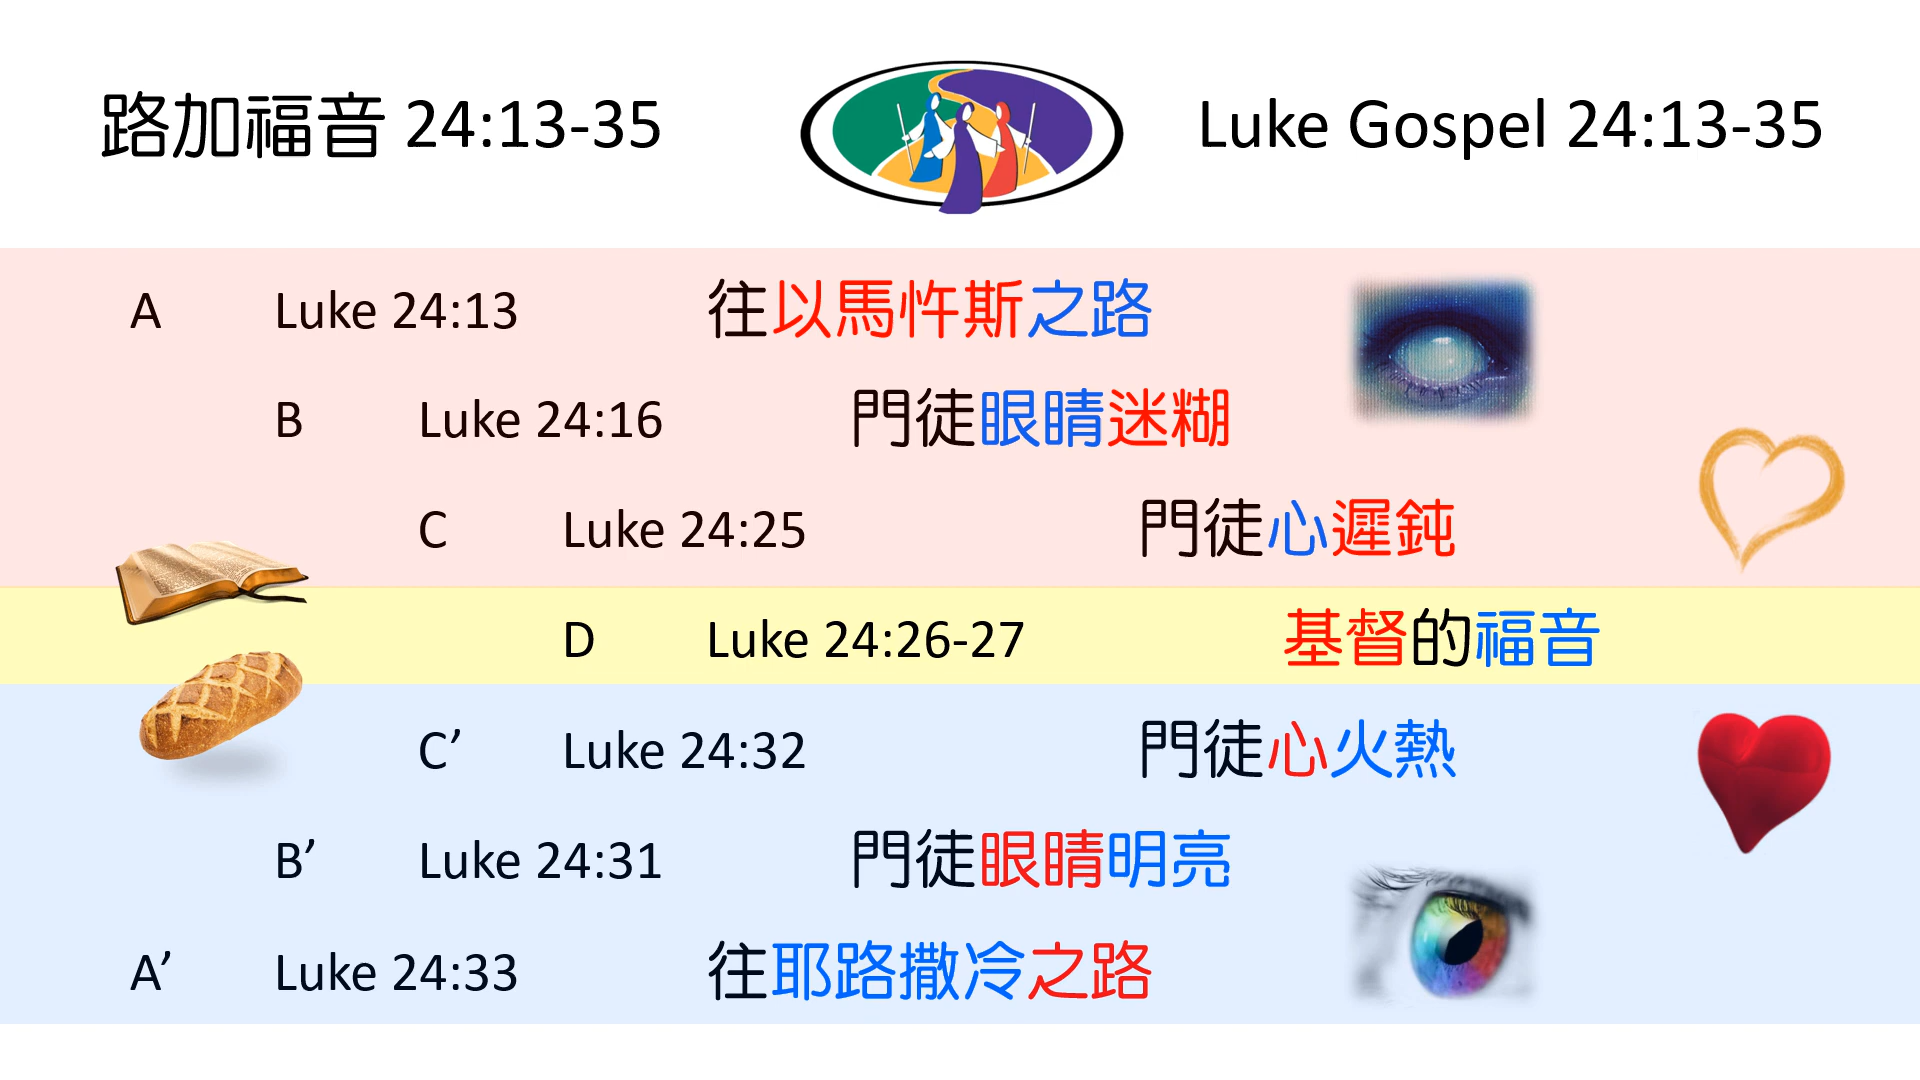 路加福音 24:13-35
Luke Gospel 24:13-35
A Luke 24:13 往以馬忤斯之路
B Luke 24:16 門徒眼睛迷糊
C Luke 24:25 門徒心遲鈍
D Luke 24:26-27 基督的福音
C’ Luke 24:32 門徒心火熱
B’ Luke 24:31 門徒眼睛明亮
A’ Luke 24:33 往耶路撒冷之路